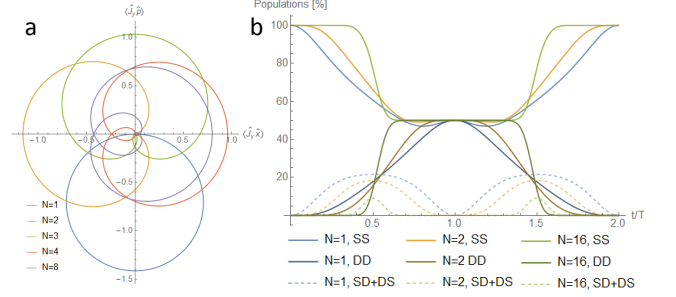 a
⟨Ĵyp̂⟩
1.0
0.5
-1.0
-0.5
0.5
1.0
⟨Ĵyx̂⟩
-0.5
-1.0
-1.5
N=1
N=2
N=3
N=4
N=8
b
Populations [%]
100
80
60
40
20
0.5
1.0
1.5
2.0
t/T
N=1, SS
N=2, SS
N=16, SS
N=1, DD
N=2 DD
N=16, DD
N=1, SD+DS
N=2, SD+DS
N=16, SD+DS